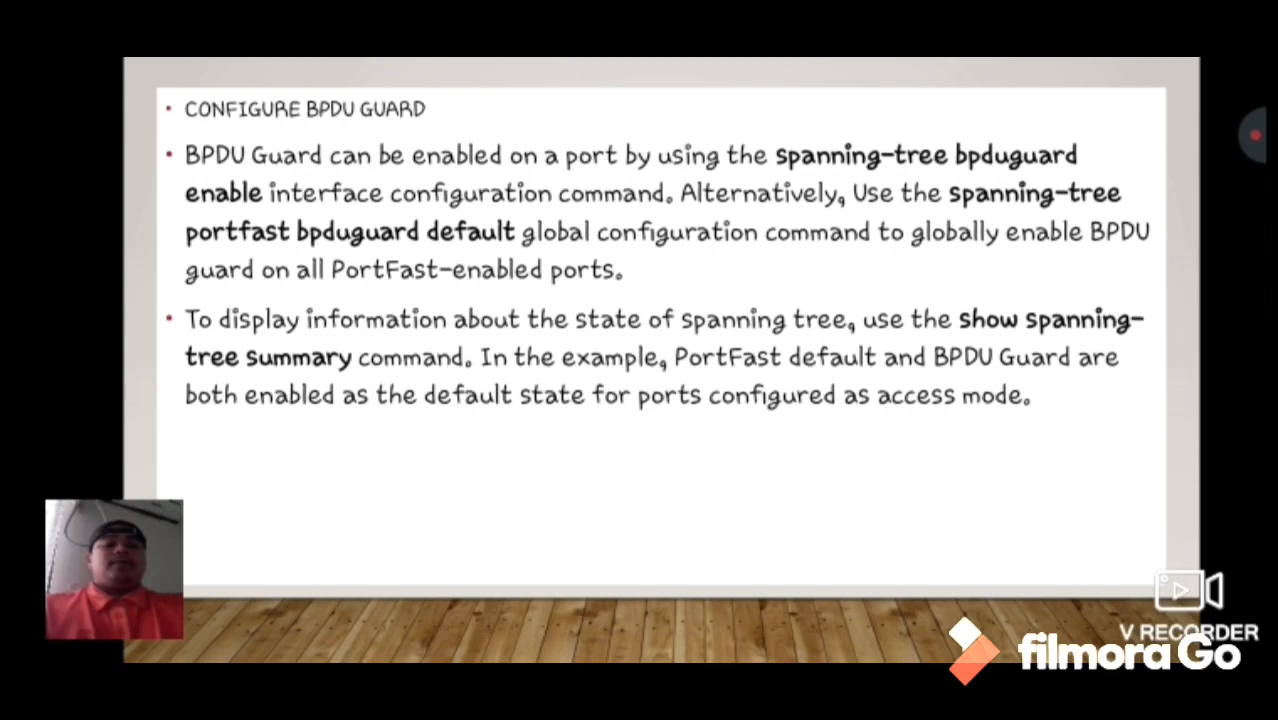 CONFIGURE BPDU GUARD
BPDU Guard can be enabled on a port by using the spanning-tree bpduguard
enable interface configuration command. Alternatively, Use the spanning-tree
portfast bpduguard default global configuration command to globally enable BPDU
guard on all PortFast-enabled ports.
To display information about the state of spanning tree, use the show spanning-
tree summary command. In the example, PortFast default and BPDU Guard are
both enabled as the default state for ports configured as access mode.
V RECORDER
filmora Go